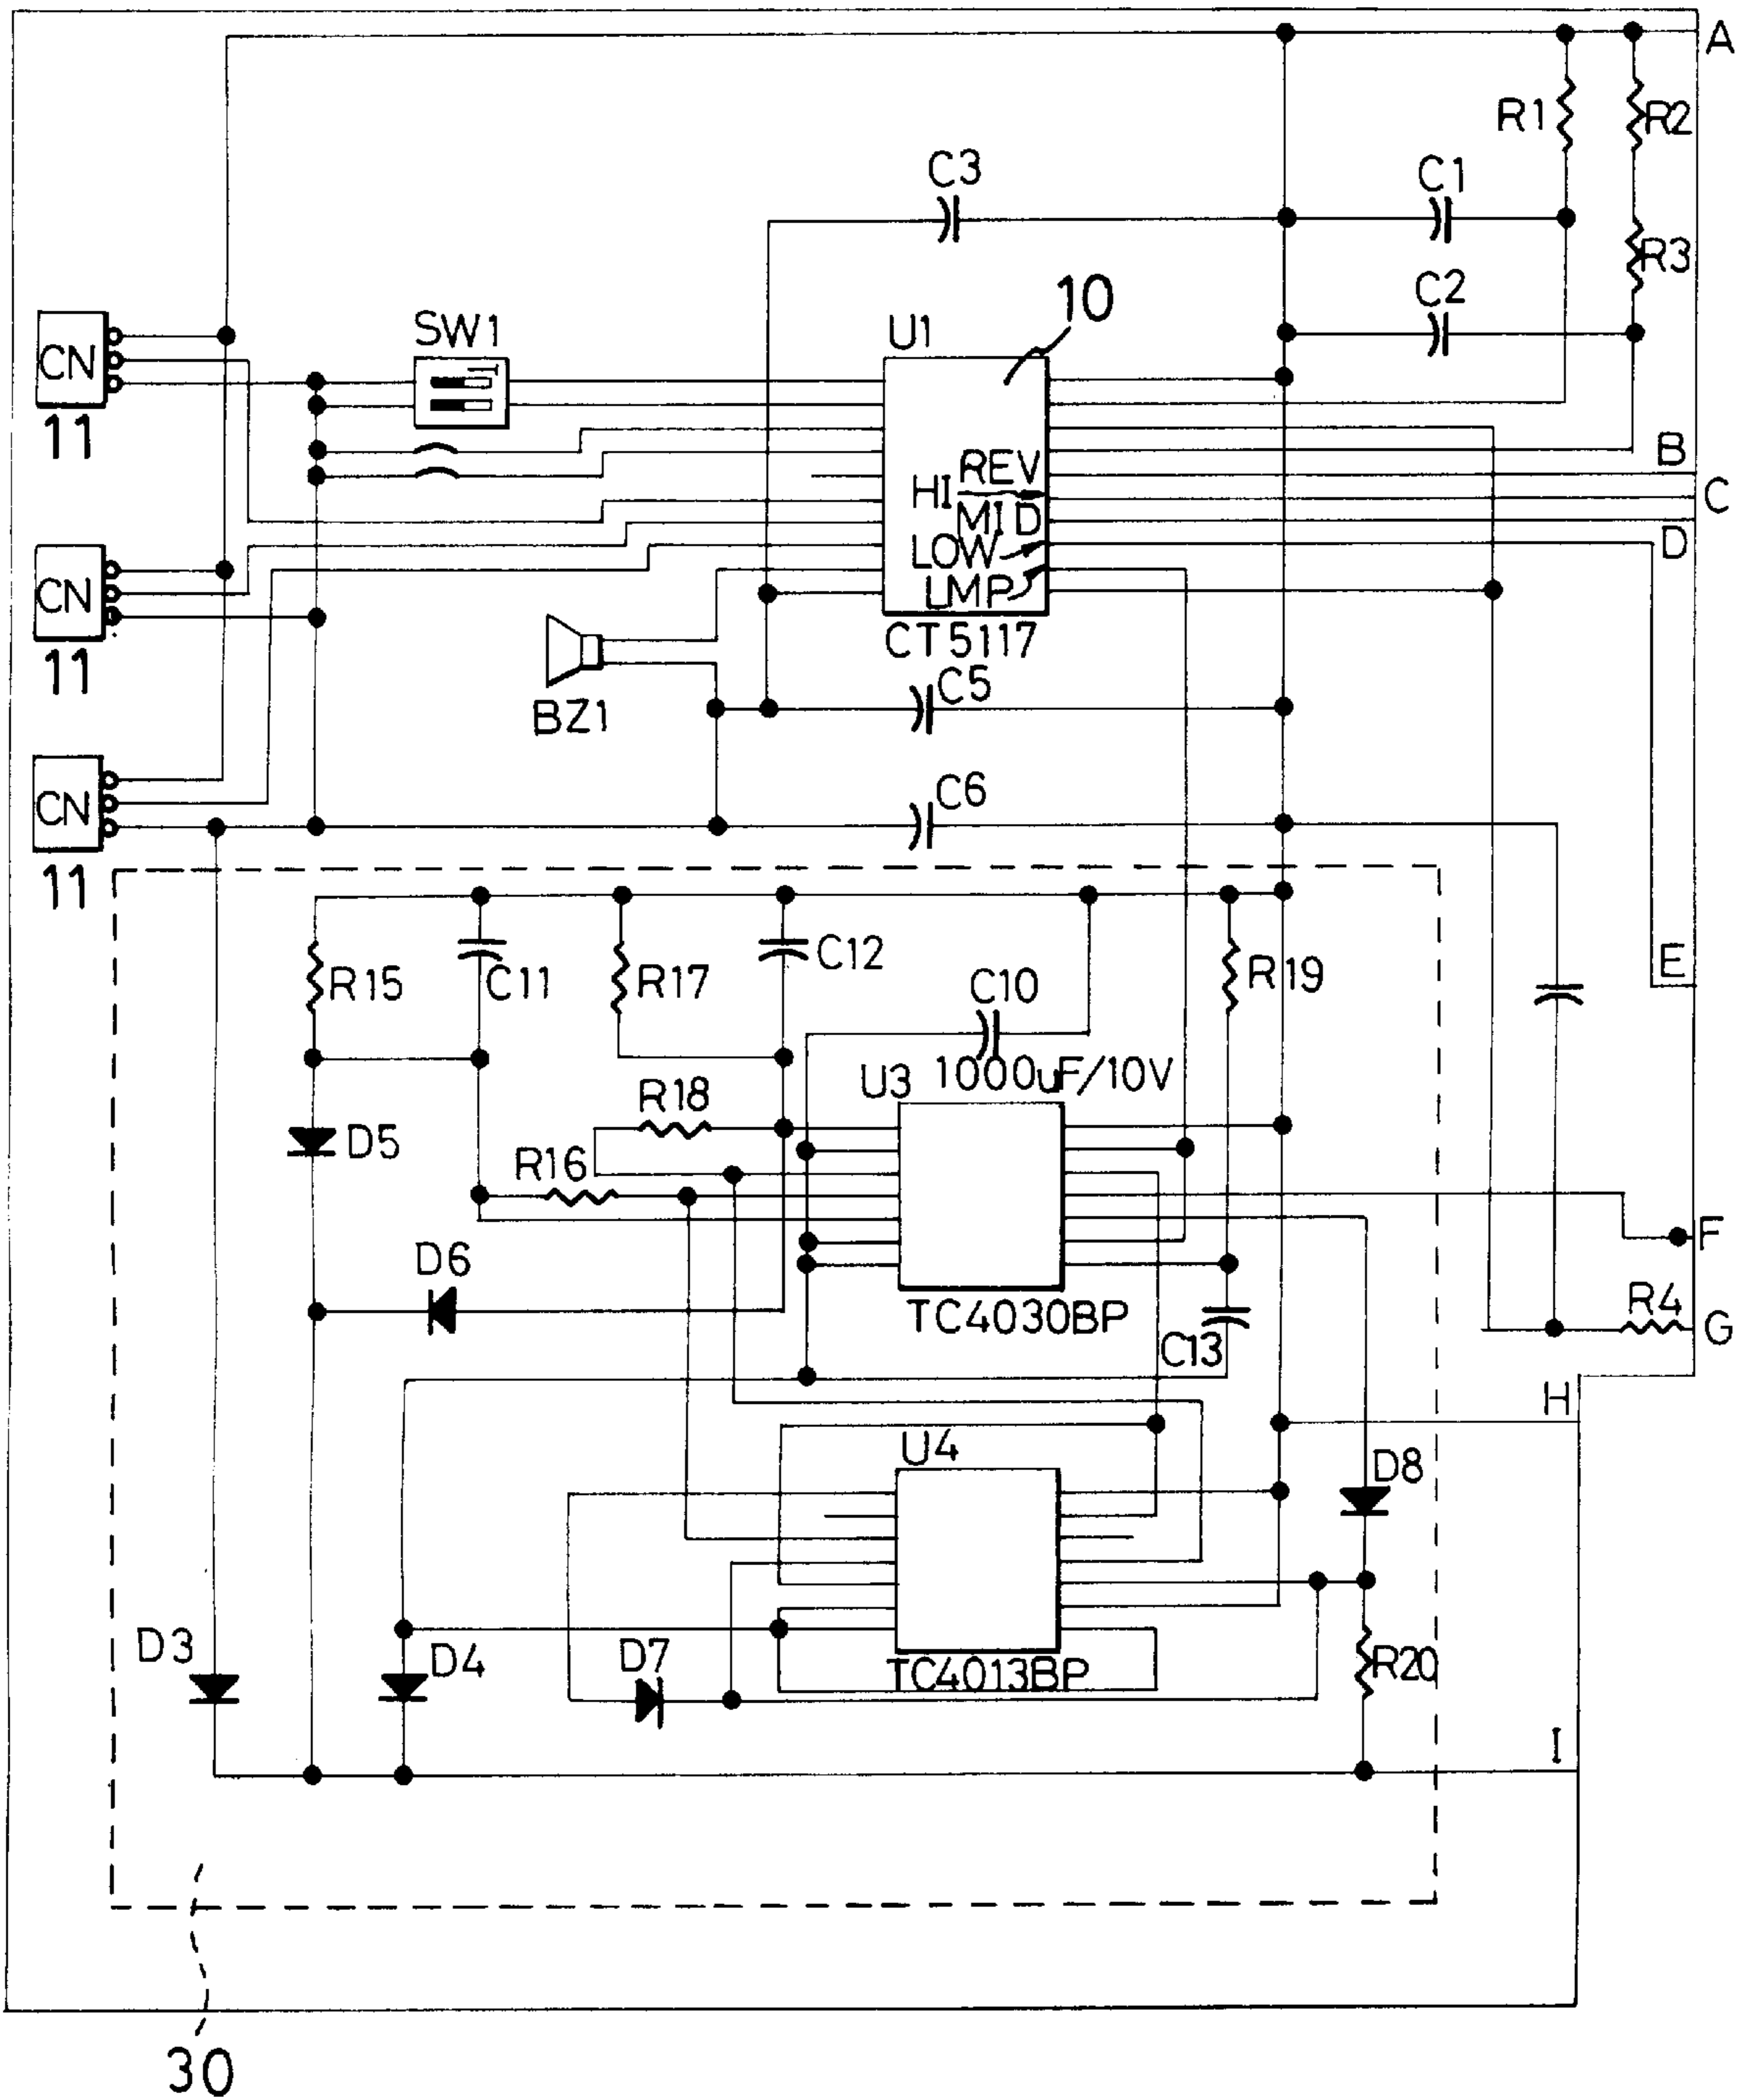 A
R1
R2
C3
C1
R3
C2
10
SW1
U1
CN
11
B
REV
HI
C
MID
D
LOW
CN
LMP
CT5117
11
C5
BZ1
C6
CN
11
C12
E
R15
C11
R17
R19
C10
1000uF/10V
U3
R18
D5
R16
F
D6
R4
TC4030BP
G
C13
H
U4
D8
D3
D4
D7
TC4013BP
R20
I
30